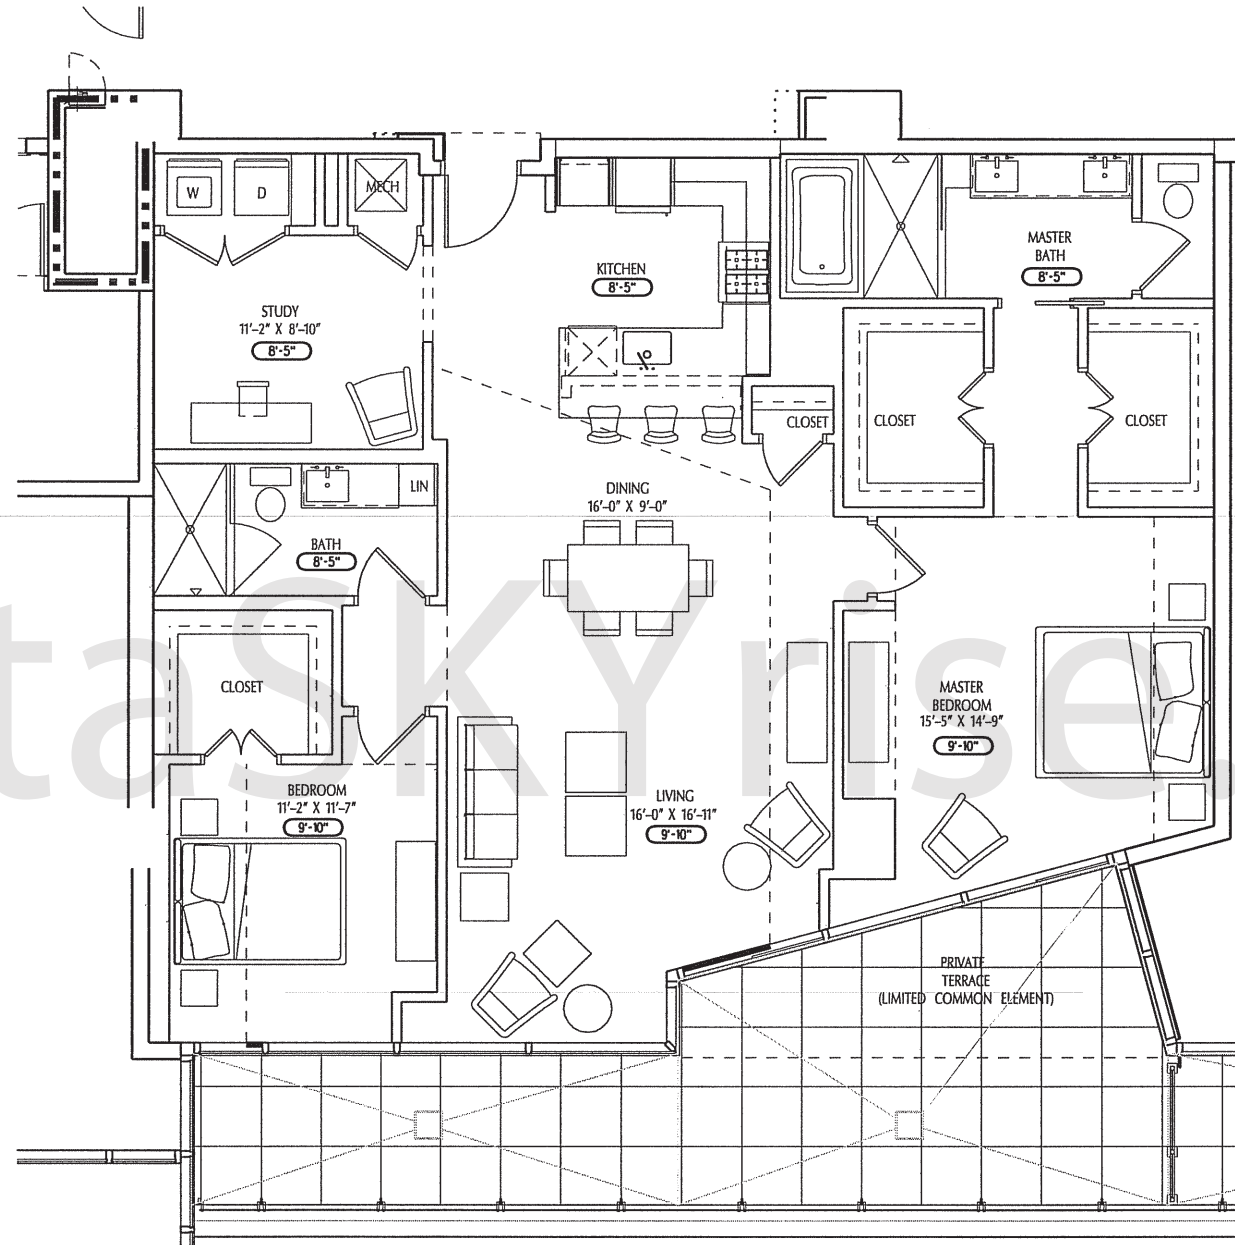 W
D
MECH
KITCHEN
8'-5"
MASTER
BATH
8'-5"
STUDY
11'-2" X 8'-10"
8'-5"
CLOSET
CLOSET
CLOSET
LIN
DINING
16'-0" X 9'-0"
BATH
8'-5"
taSKYrise.
CLOSET
MASTER
BEDROOM
15'-5" X 14'-9"
9'-10"
BEDROOM
11'-2" X 11'-7"
9'-10"
LIVING
16'-0" X 16'-11"
9'-10"
PRIVATE
TERRACE
(LIMITED COMMON ELEMENT)